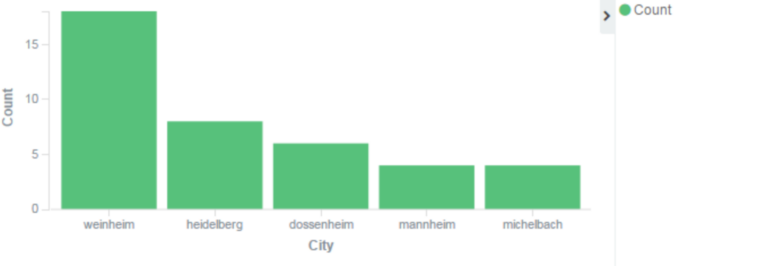 Count
15
10
5
0
Count
weinheim
heidelberg
dossenheim
mannheim
michelbach
City